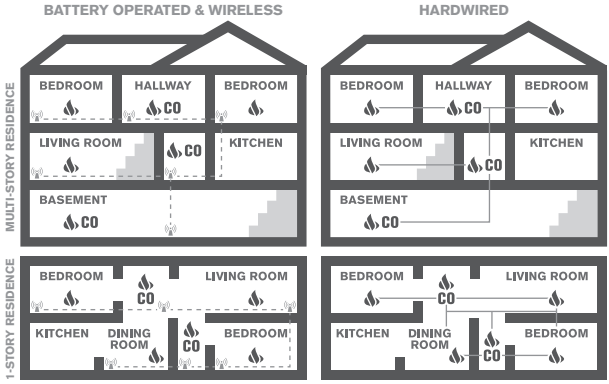 BATTERY OPERATED & WIRELESS
HARDWIRED
MULTI-STORY RESIDENCE
BEDROOM HALLWAY BEDROOM
CO
LIVING ROOM CO KITCHEN
BASEMENT
CO
BEDROOM HALLWAY BEDROOM
CO
LIVING ROOM CO KITCHEN
BASEMENT
CO
1-STORY RESIDENCE
BEDROOM LIVING ROOM
CO
KITCHEN DINING
ROOM CO BEDROOM
BEDROOM LIVING ROOM
CO
KITCHEN DINING
ROOM CO BEDROOM